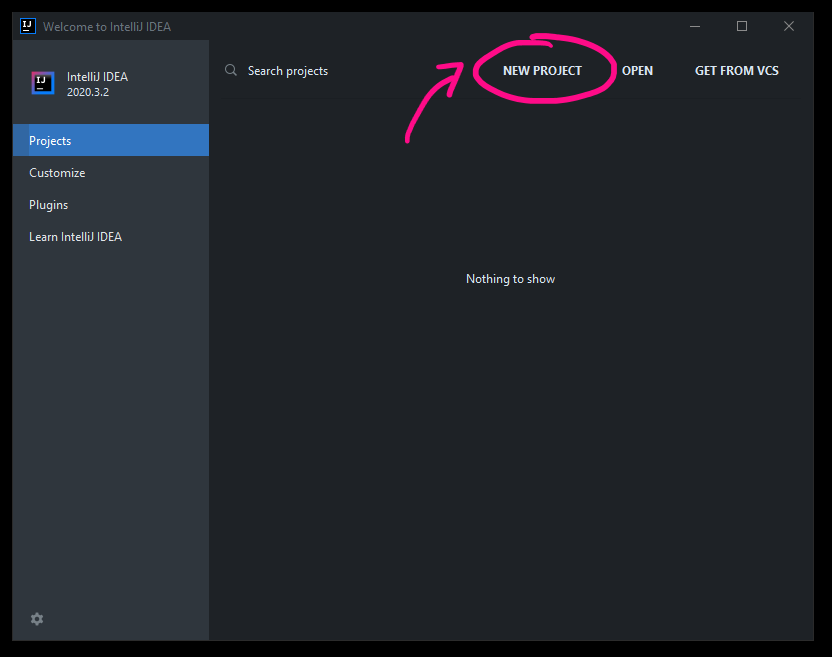 IJ Welcome to IntelliJ IDEA
IJ IntelliJ IDEA
2020.3.2
Search projects
NEW PROJECT
OPEN
GET FROM VCS
Projects
Customize
Plugins
Learn IntelliJ IDEA
Nothing to show